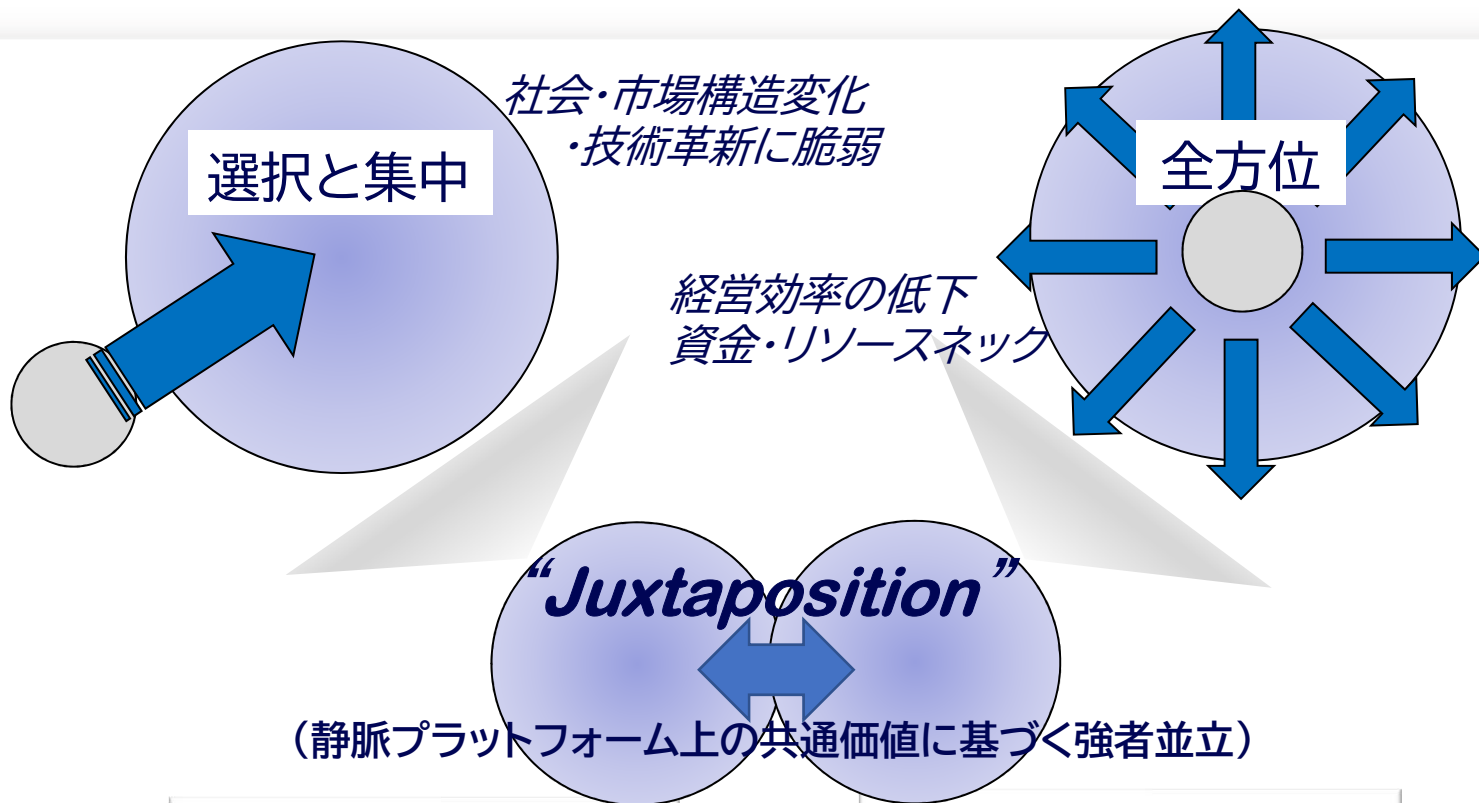 選択と集中
社会・市場構造変化
・技術革新に脆弱
全方位
経営効率の低下
資金・リソースネック
“Juxtaposition”
（静脈プラットフォーム上の共通価値に基づく強者並立）